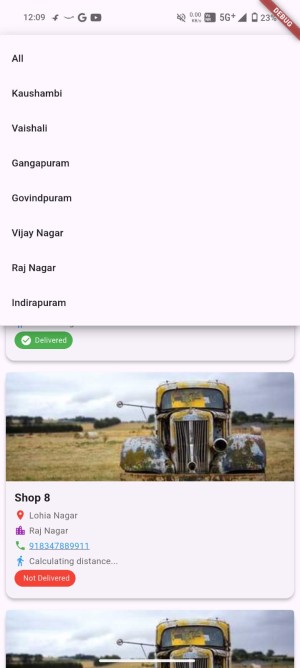 12:09
0.00
KB/s
5G+
23%
DEBUG
All
Kaushambi
Vaishali
Gangapuram
Govindpuram
Vijay Nagar
Raj Nagar
Indirapuram
Delivered
Shop 8
Lohia Nagar
Raj Nagar
918347889911
Calculating distance...
Not Delivered